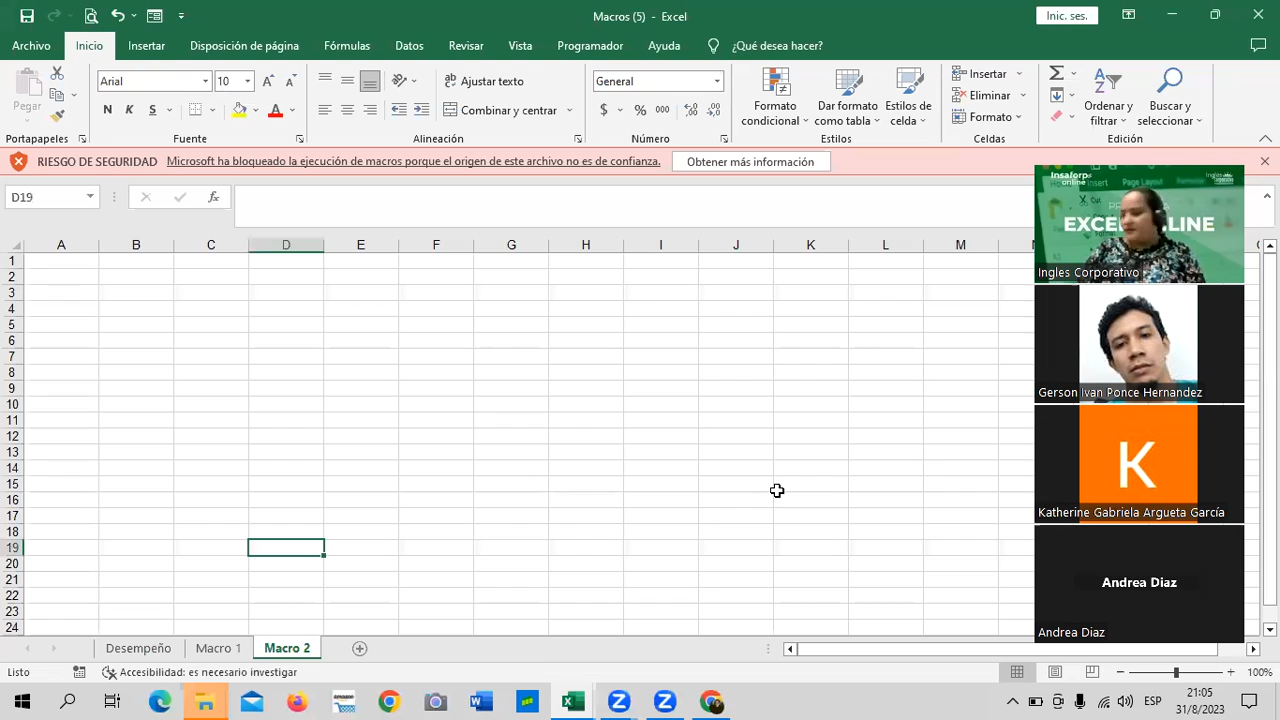 Macros (5) - Excel
Inic. ses.
Archivo Inicio Insertar Disposición de página Fórmulas Datos Revisar Vista Programador Ayuda ¿Qué desea hacer?
Pegar
Arial 10
N K S
Ajustar texto
Combinar y centrar
General
$ % 000
Formato condicional
Dar formato como tabla
Estilos de celda
Insertar
Eliminar
Formato
Ordenar y filtrar
Buscar y seleccionar
Portapapeles Fuente Alineación Número Estilos Celdas Edición
RIESGO DE SEGURIDAD Microsoft ha bloqueado la ejecución de macros porque el origen de este archivo no es de confianza. Obtener más información
D19
fx
A B C D E F G H I J K L M
1
2
3
4
5
6
7
8
9
10
11
12
13
14
15
16
17
18
19
20
21
22
23
24
Insaforp online
Page Layout
EXCEL ONLINE
Ingles Corporativo
Gerson Ivan Ponce Hernandez
K
Katherine Gabriela Argueta García
Andrea Diaz
Andrea Diaz
Desempeño Macro 1 Macro 2
Listo Accesibilidad: es necesario investigar 100%
ESP
21:05
31/8/2023